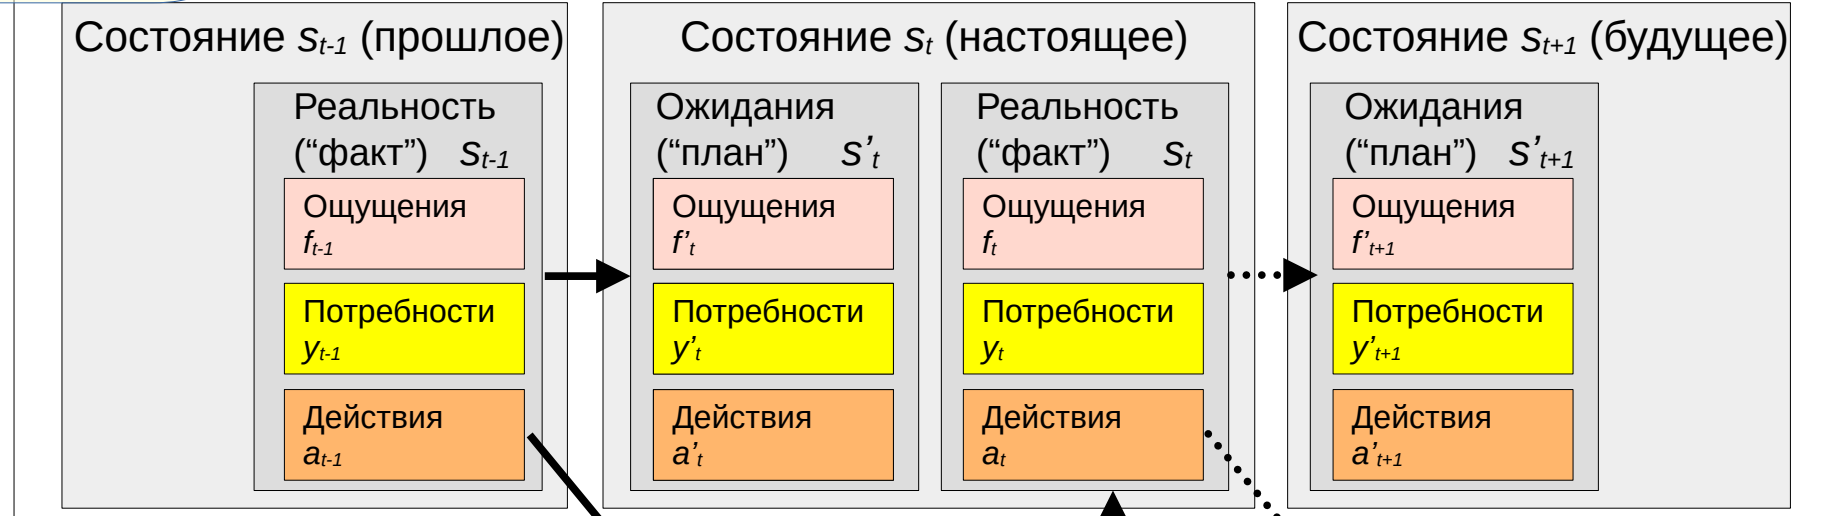 Состояние st-1 (прошлое)
Реальность
(“факт”) st-1
Ощущения
ft-1
Потребности
yt-1
Действия
at-1
Состояние st (настоящее)
Ожидания
(“план”) s’t
Ощущения
f’t
Потребности
y’t
Действия
a’t
Реальность
(“факт”) st
Ощущения
ft
Потребности
yt
Действия
at
Состояние st+1 (будущее)
Ожидания
(“план”) s’t+1
Ощущения
f’t+1
Потребности
y’t+1
Действия
a’t+1